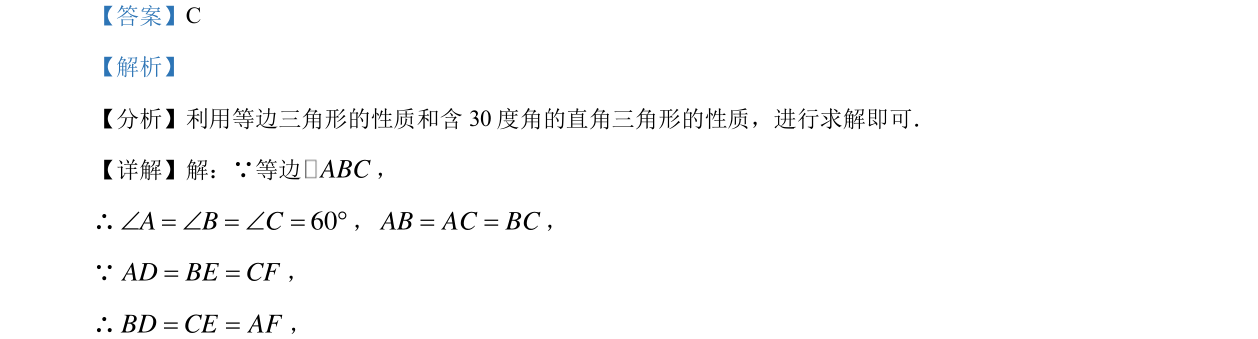 【答案】C
【解析】
【分析】利用等边三角形的性质和含 30 度角的直角三角形的性质，进行求解即可．
【详解】解：∵等边□ABC，
∴ ∠A = ∠B = ∠C = 60°，AB = AC = BC，
∵ AD = BE = CF，
∴ BD = CE = AF，